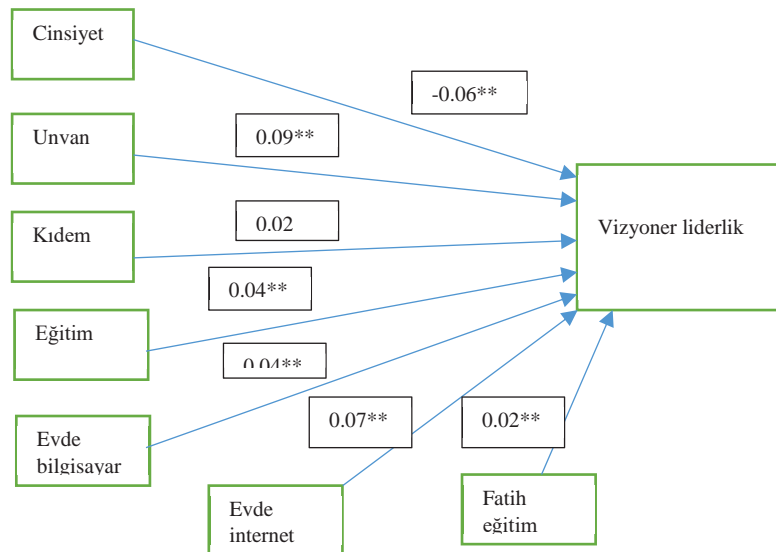 Cinsiyet
-0.06**
Unvan
0.09**
Vizyoner liderlik
Kıdem
0.02
0.04**
Eğitim
0.04**
Evde
bilgisayar
0.07**
0.02**
Evde
internet
Fatih
eğitim